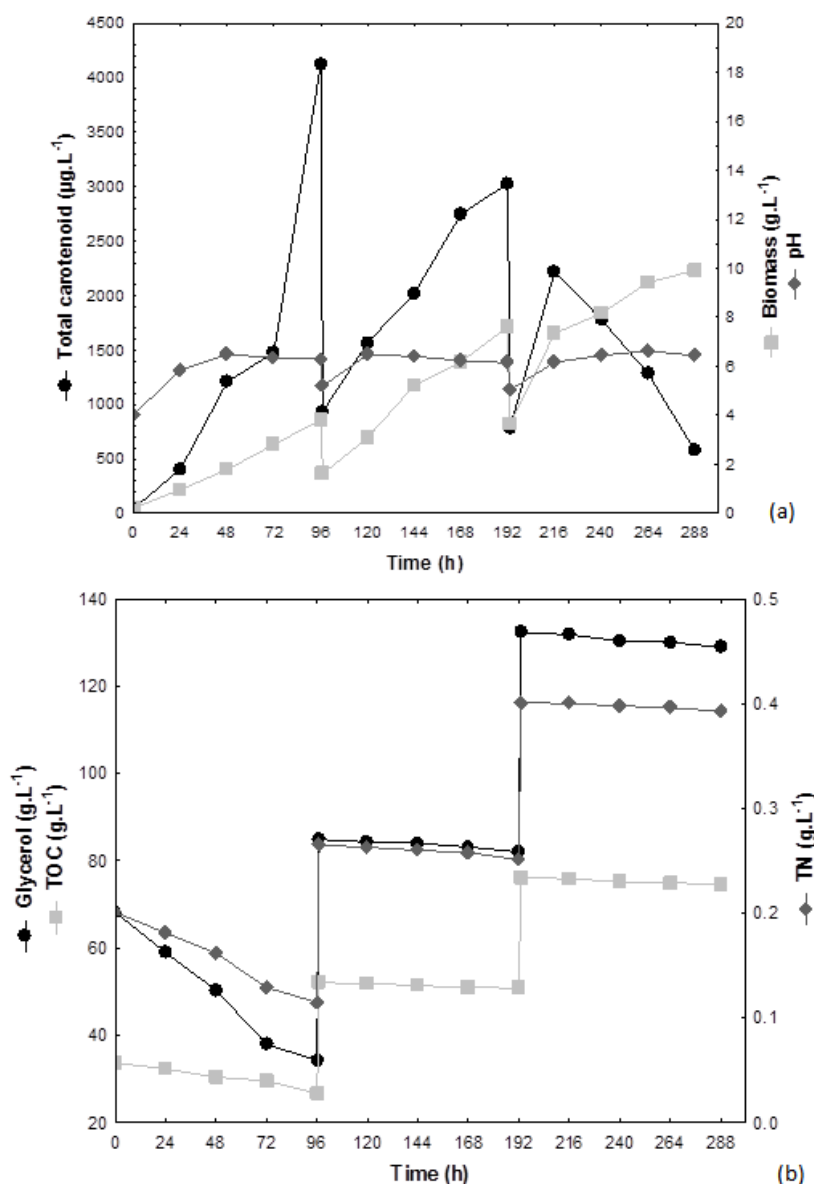 4500
4000
3500
3000
2500
2000
1500
1000
500
0
Total carotenoid (µg.L⁻¹)
20
18
16
14
12
10
8
6
4
2
0
Biomass (g.L⁻¹)
pH
0 24 48 72 96 120 144 168 192 216 240 264 288
Time (h)
(a)
140
120
100
80
60
40
20
Glycerol (g.L⁻¹)
TOC (g.L⁻¹)
0.5
0.4
0.3
0.2
0.1
0.0
TN (g.L⁻¹)
0 24 48 72 96 120 144 168 192 216 240 264 288
Time (h)
(b)